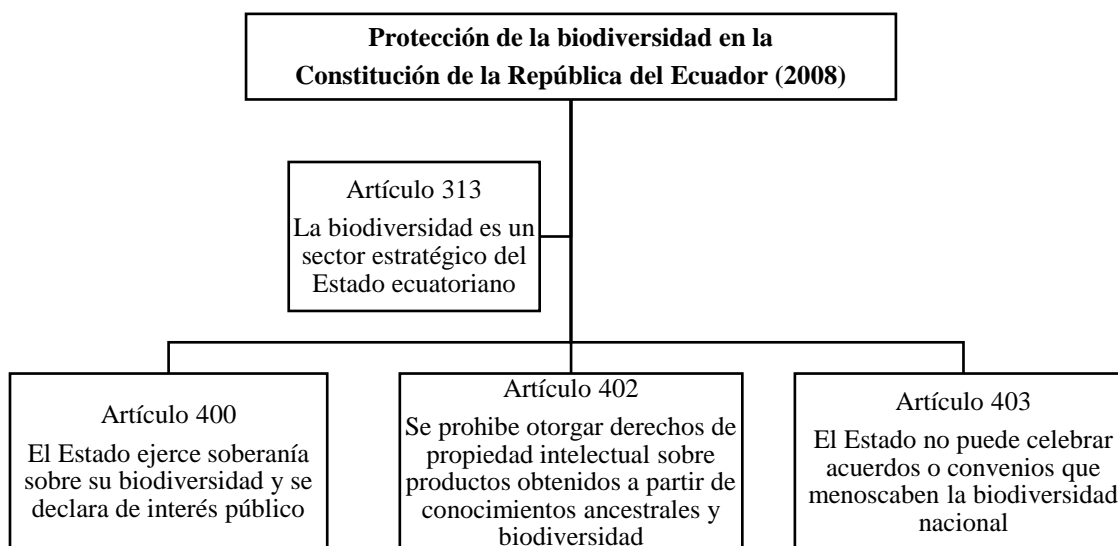 Protección de la biodiversidad en la
Constitución de la República del Ecuador (2008)
Artículo 313
La biodiversidad es un
sector estratégico del
Estado ecuatoriano
Artículo 400
El Estado ejerce soberanía
sobre su biodiversidad y se
declara de interés público
Artículo 402
Se prohibe otorgar derechos de
propiedad intelectual sobre
productos obtenidos a partir de
conocimientos ancestrales y
biodiversidad
Artículo 403
El Estado no puede celebrar
acuerdos o convenios que
menoscaben la biodiversidad
nacional